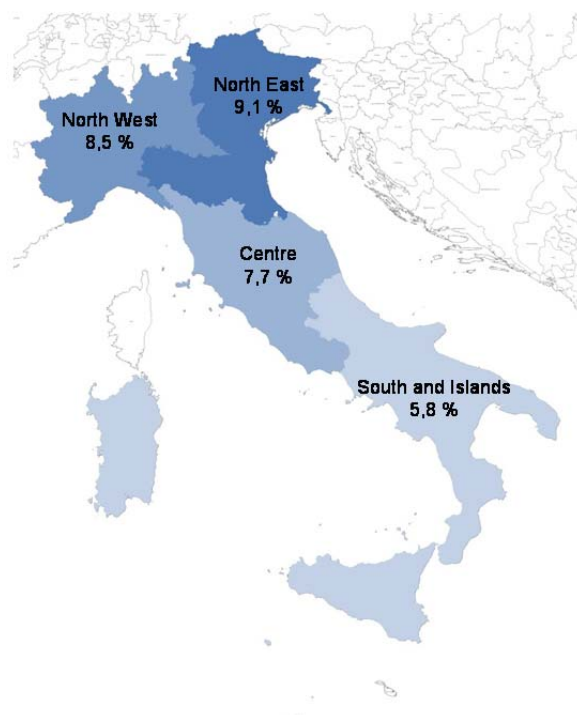 North East
9,1 %
North West
8,5 %
Centre
7,7 %
South and Islands
5,8 %